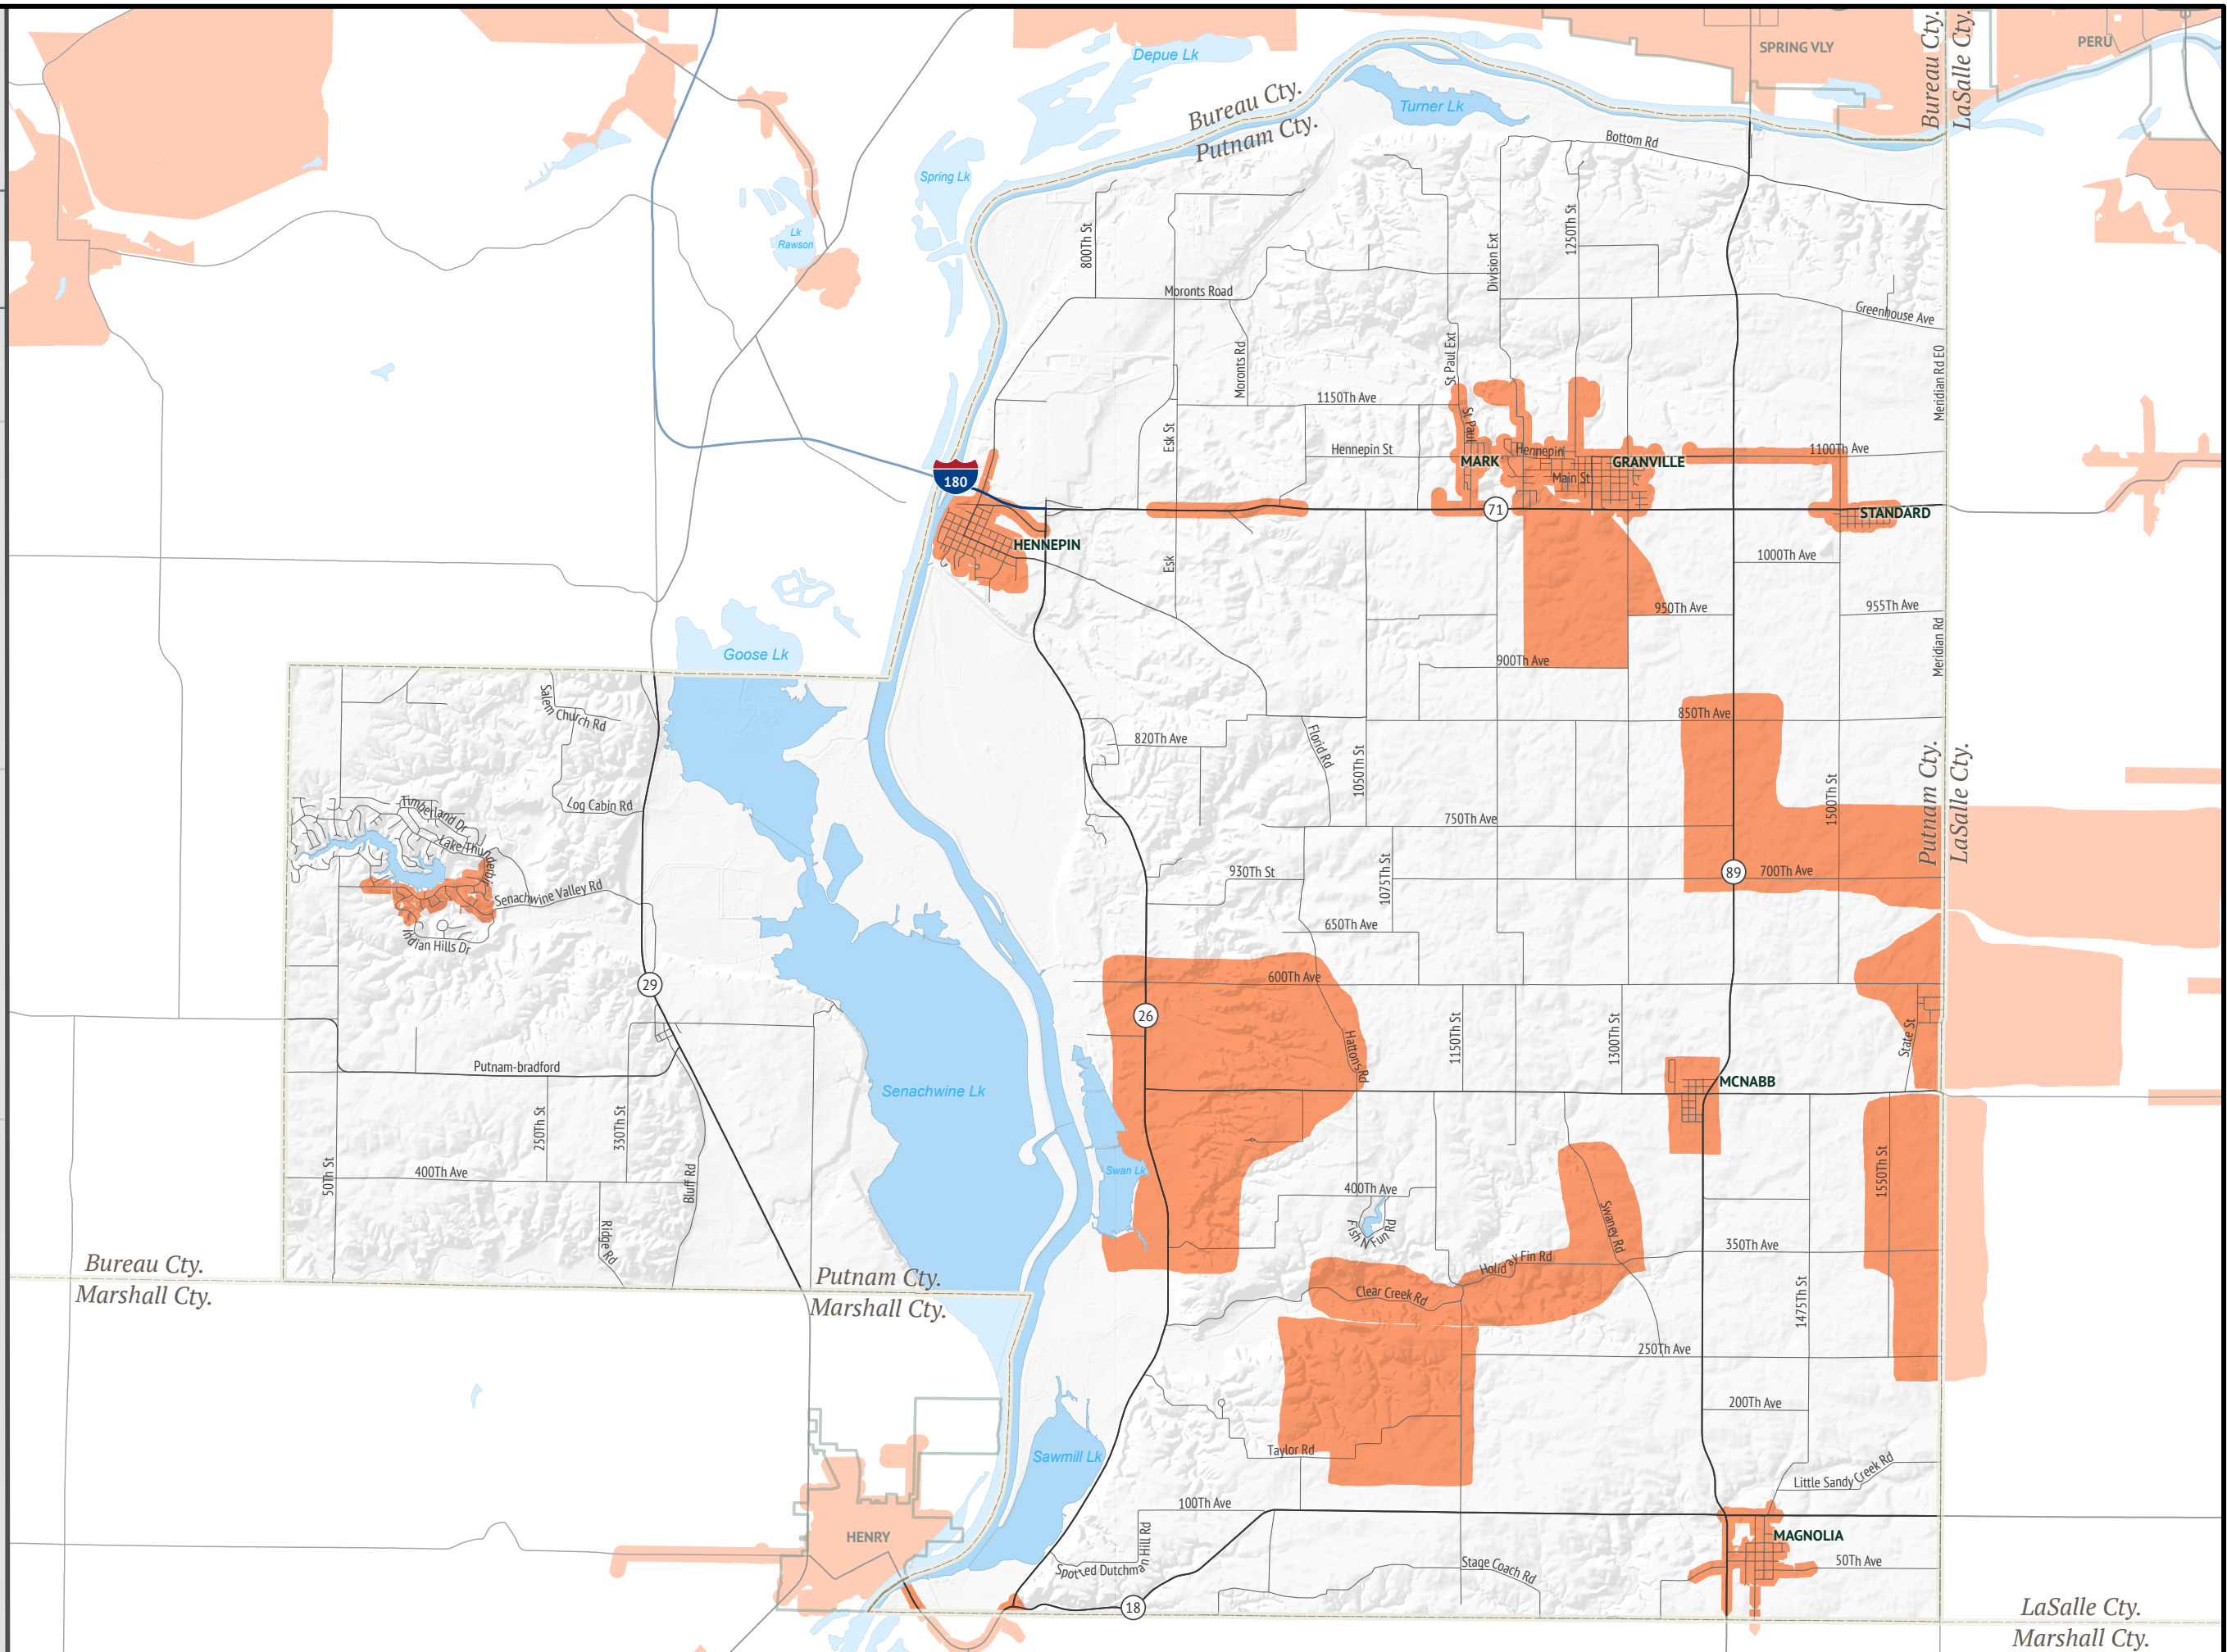 Depue Lk
SPRING VLY
PERU
Bureau Cty.
LaSalle Cty.
Bureau Cty.
Putnam Cty.
Turner Lk
Bottom Rd
Spring Lk
Lk
Rawson
800Th St
1250Th St
Division Ext
Moronts Road
Greenhouse Ave
Moronts Rd
St Paul Ext
Meridian Rd EO
1150Th Ave
St Paul
Esk St
Hennepin St
Hennepin
1100Th Ave
MARK
GRANVILLE
Main St
180
71
STANDARD
HENNEPIN
1000Th Ave
Esk
950Th Ave
955Th Ave
Goose Lk
900Th Ave
Meridian Rd
Salem Church Rd
850Th Ave
820Th Ave
Florid Rd
1050Th St
Putnam Cty.
LaSalle Cty.
1500Th St
Timberland Dr
Log Cabin Rd
750Th Ave
Lake Thunderbir
930Th St
1075Th St
89
700Th Ave
Senachwine Valley Rd
Indian Hills Dr
650Th Ave
29
600Th Ave
26
Hattons Rd
1150Th St
1300Th St
State St
Putnam-bradford
Senachwine Lk
MCNABB
250Th St
330Th St
50Th St
400Th Ave
Bluff Rd
Swan Lk
400Th Ave
1550Th St
Ridge Rd
Fish N Fun Rd
Swaney Rd
350Th Ave
Holiday Fin Rd
Bureau Cty.
Marshall Cty.
Putnam Cty.
Marshall Cty.
Clear Creek Rd
1475Th St
250Th Ave
200Th Ave
Sawmill Lk
Taylor Rd
Little Sandy Creek Rd
100Th Ave
HENRY
MAGNOLIA
Spotted Dutchman Hill Rd
Stage Coach Rd
50Th Ave
18
LaSalle Cty.
Marshall Cty.